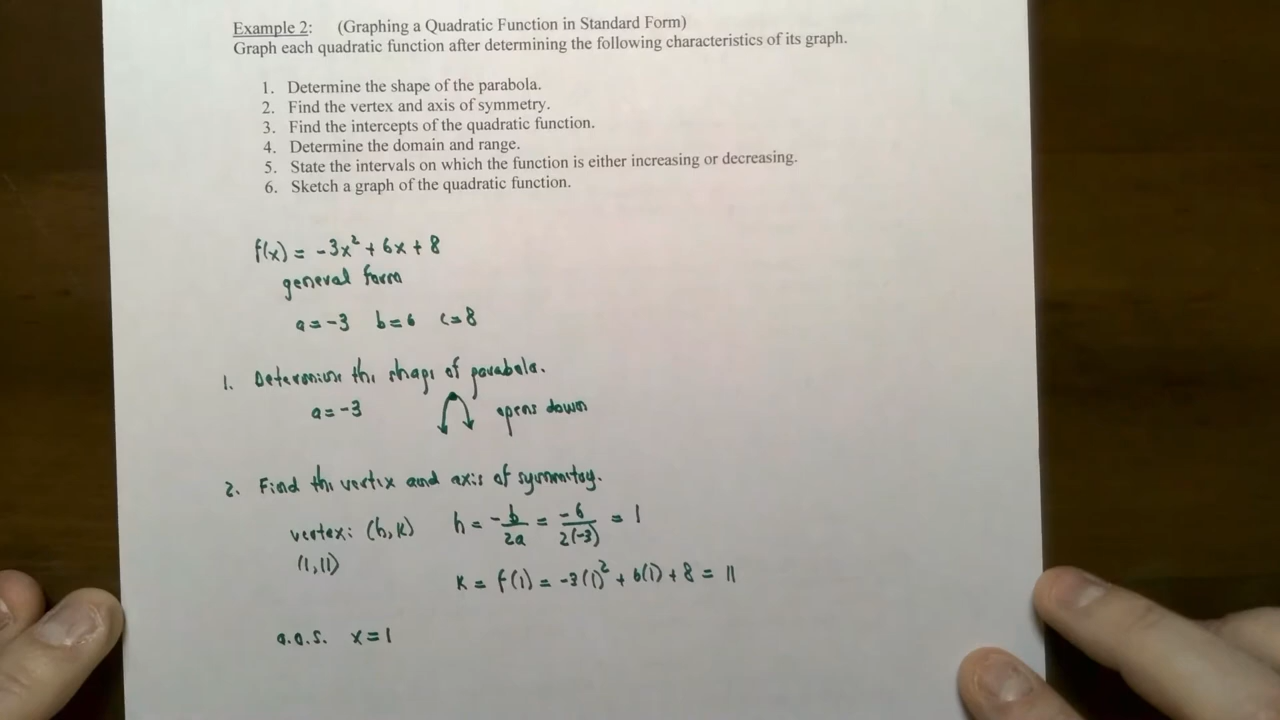 Example 2: (Graphing a Quadratic Function in Standard Form)
Graph each quadratic function after determining the following characteristics of its graph.
1. Determine the shape of the parabola.
2. Find the vertex and axis of symmetry.
3. Find the intercepts of the quadratic function.
4. Determine the domain and range.
5. State the intervals on which the function is either increasing or decreasing.
6. Sketch a graph of the quadratic function.
f(x) = -3x² + 6x + 8
general form
a = -3 b = 6 c = 8
1. Determine the shape of parabola.
a = -3 opens down
2. Find the vertex and axis of symmetry.
vertex: (h, k) h = -b/2a = -6/2(-3) = 1
(1, 11)
k = f(1) = -3(1)² + 6(1) + 8 = 11
a.o.s. x = 1